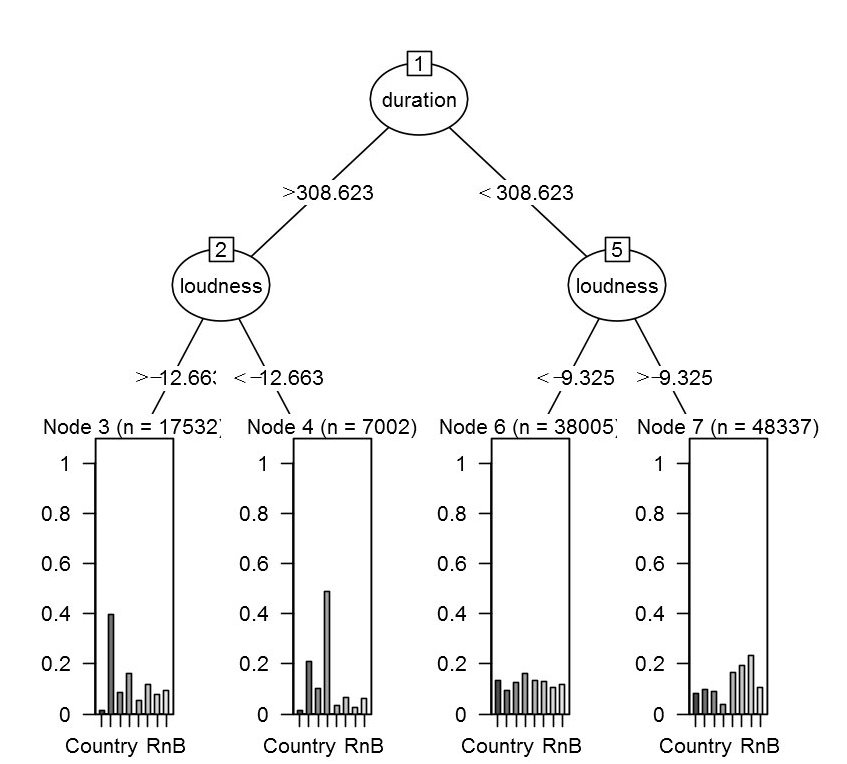 1
duration
>308.623 < 308.623
2 5
loudness loudness
>−12.663 <−12.663 <−9.325 >−9.325
Node 3 (n = 17532) Node 4 (n = 7002) Node 6 (n = 38005) Node 7 (n = 48337)
1 1 1 1
0.8 0.8 0.8 0.8
0.6 0.6 0.6 0.6
0.4 0.4 0.4 0.4
0.2 0.2 0.2 0.2
0 0 0 0
Country RnB Country RnB Country RnB Country RnB